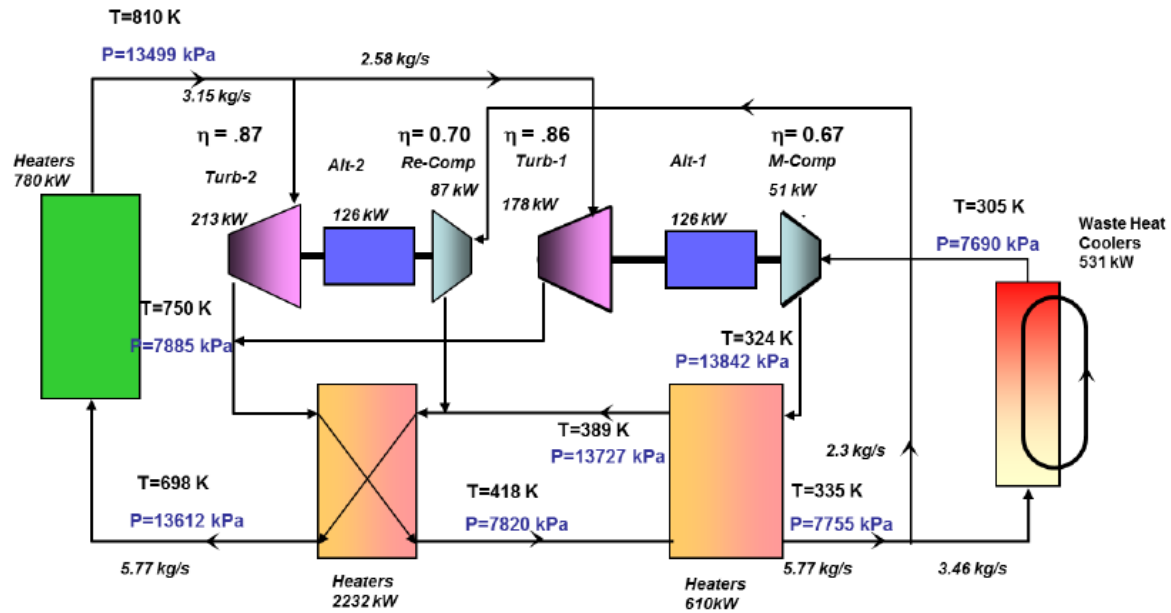 T=810 K
P=13499 kPa
2.58 kg/s
3.15 kg/s
η = .87
η = 0.70
η = .86
η = 0.67
Heaters
780 kW
Turb-2
Alt-2
Re-Comp
87 kW
Turb-1
Alt-1
M-Comp
51 kW
213 kW
126 kW
178 kW
126 kW
T=305 K
P=7690 kPa
Waste Heat
Coolers
531 kW
T=750 K
P=7885 kPa
T=324 K
P=13842 kPa
T=389 K
P=13727 kPa
2.3 kg/s
T=698 K
P=13612 kPa
T=418 K
P=7820 kPa
T=335 K
P=7755 kPa
5.77 kg/s
Heaters
2232 kW
Heaters
610kW
5.77 kg/s
3.46 kg/s